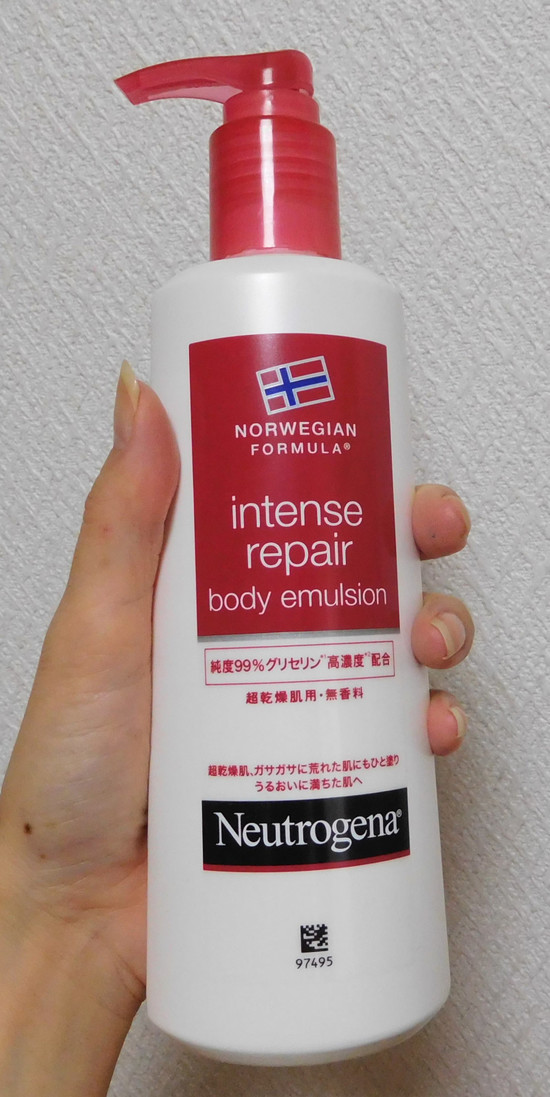 NORWEGIAN
FORMULA®
intense
repair
body emulsion
純度99%グリセリン*¹高濃度*²配合
超乾燥肌用・無香料
超乾燥肌、ガサガサに荒れた肌にもひと塗り
うるおいに満ちた肌へ
Neutrogena®
97495